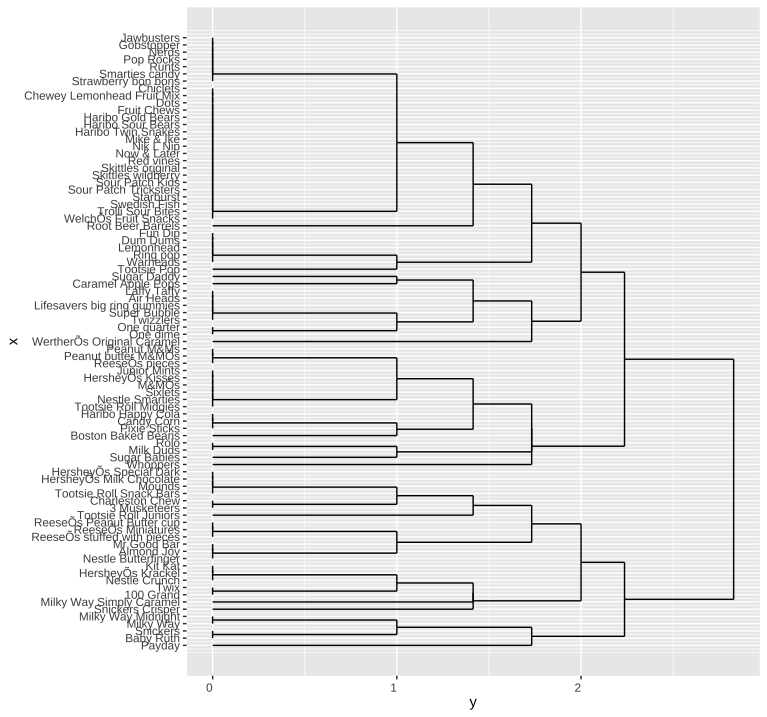 Jawbusters
Gobstopper
Nerds
Pop Rocks
Runts
Smarties candy
Strawberry bon bons
Chiclets
Chewey Lemonhead Fruit Mix
Dots
Fruit Chews
Haribo Gold Bears
Haribo Sour Bears
Haribo Twin Snakes
Mike & Ike
Nik L Nip
Now & Later
Red vines
Skittles original
Skittles wildberry
Sour Patch Kids
Sour Patch Tricksters
Starburst
Swedish Fish
Trolli Sour Bites
WelchÕs Fruit Snacks
Root Beer Barrels
Fun Dip
Dum Dums
Lemonhead
Ring pop
Warheads
Tootsie Pop
Sugar Daddy
Caramel Apple Pops
Laffy Taffy
Air Heads
Lifesavers big ring gummies
Super Bubble
Twizzlers
One quarter
One dime
x
WertherÕs Original Caramel
Peanut M&Ms
Peanut butter M&MÕs
ReeseÕs pieces
Junior Mints
HersheyÕs Kisses
M&MÕs
Sixlets
Nestle Smarties
Tootsie Roll Midgies
Haribo Happy Cola
Candy Corn
Pixie Sticks
Boston Baked Beans
Rolo
Milk Duds
Sugar Babies
Whoppers
HersheyÕs Special Dark
HersheyÕs Milk Chocolate
Mounds
Tootsie Roll Snack Bars
Charleston Chew
3 Musketeers
Tootsie Roll Juniors
ReeseÕs Peanut Butter cup
ReeseÕs Miniatures
ReeseÕs stuffed with pieces
Mr Good Bar
Almond Joy
Nestle Butterfinger
Kit Kat
HersheyÕs Krackel
Nestle Crunch
Twix
100 Grand
Milky Way Simply Caramel
Snickers Crisper
Milky Way Midnight
Milky Way
Snickers
Baby Ruth
Payday
0 1 2
y